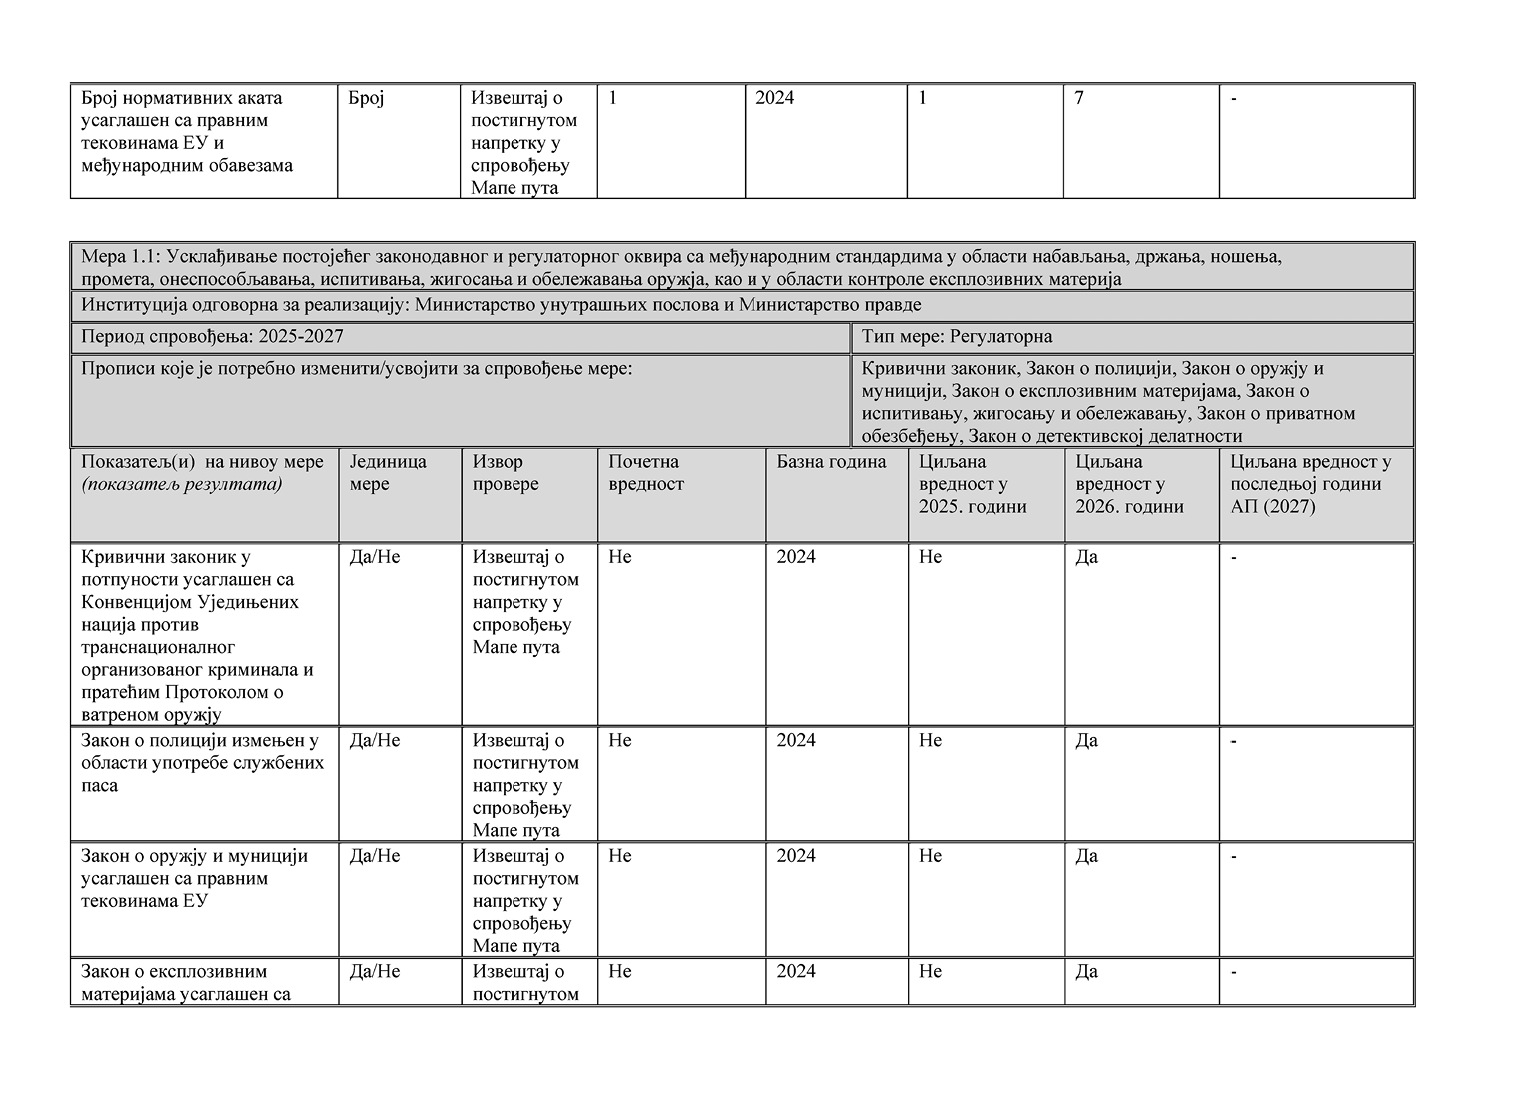 Број нормативних аката
усаглашен са правним
тековинама ЕУ и
међународним обавезама
Број
Извештај о
постигнутом
напретку у
спровођењу
Мапе пута
1
2024
1
7
-
Мера 1.1: Усклађивање постојећег законодавног и регулаторног оквира са међународним стандардима у области набављања, држања, ношења,
промета, онеспособљавања, испитивања, жигосања и обележавања оружја, као и у области контроле експлозивних материја
Институција одговорна за реализацију: Министарство унутрашњих послова и Министарство правде
Период спровођења: 2025-2027
Тип мере: Регулаторна
Прописи које је потребно изменити/усвојити за спровођење мере:
Кривични законик, Закон о полицији, Закон о оружју и
муницији, Закон о експлозивним материјама, Закон о
испитивању, жигосању и обележавању, Закон о приватном
обезбеђењу, Закон о детективској делатности
Показатељ(и) на нивоу мере
(показатељ резултата)
Јединица
мере
Извор
провере
Почетна
вредност
Базна година
Циљана
вредност у
2025. години
Циљана
вредност у
2026. години
Циљана вредност у
последњој години
АП (2027)
Кривични законик у
потпуности усаглашен са
Конвенцијом Уједињених
нација против
транснационалног
организованог криминала и
пратећим Протоколом о
ватреном оружју
Да/Не
Извештај о
постигнутом
напретку у
спровођењу
Мапе пута
Не
2024
Не
Да
-
Закон о полицији измењен у
области употребе службених
паса
Да/Не
Извештај о
постигнутом
напретку у
спровођењу
Мапе пута
Не
2024
Не
Да
-
Закон о оружју и муницији
усаглашен са правним
тековинама ЕУ
Да/Не
Извештај о
постигнутом
напретку у
спровођењу
Мапе пута
Не
2024
Не
Да
-
Закон о експлозивним
материјама усаглашен са
Да/Не
Извештај о
постигнутом
Не
2024
Не
Да
-